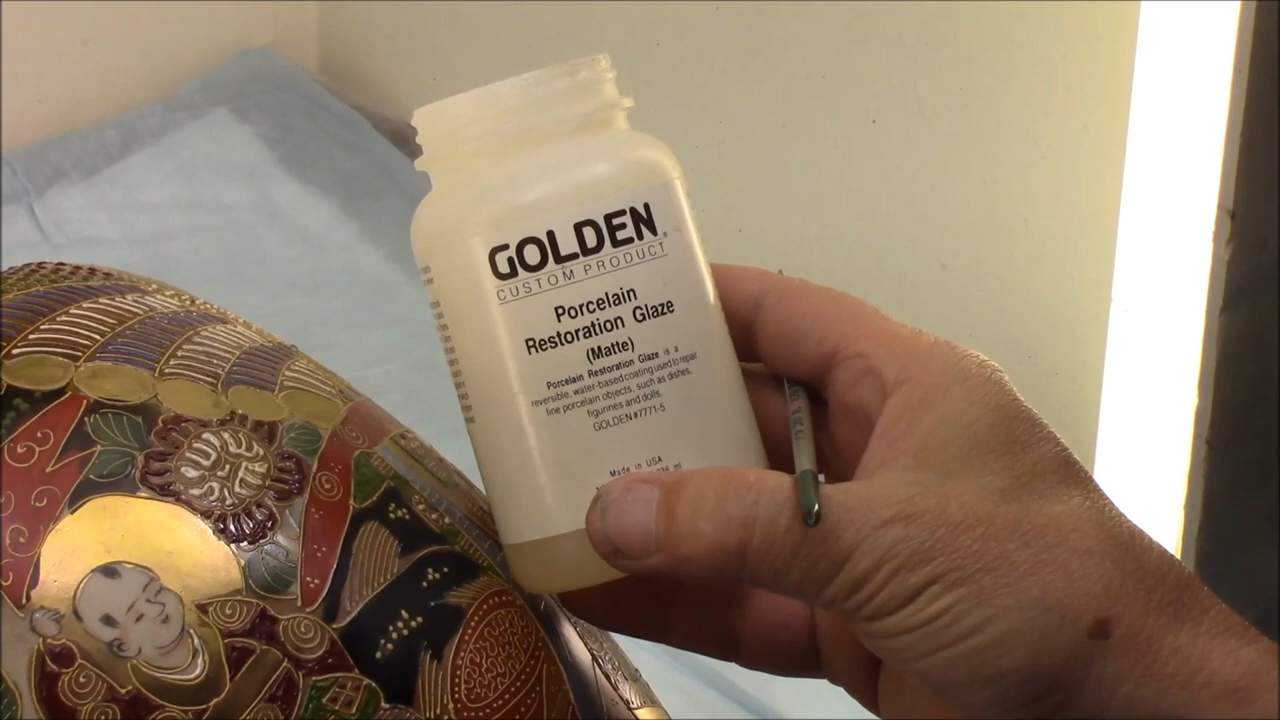 GOLDEN®
CUSTOM PRODUCT
Porcelain
Restoration Glaze
(Matte)
Porcelain Restoration Glaze is a
reversible, water-based coating used to repair
fine porcelain objects, such as dishes,
figurines and dolls.
GOLDEN #7771-5
Made in USA
ml